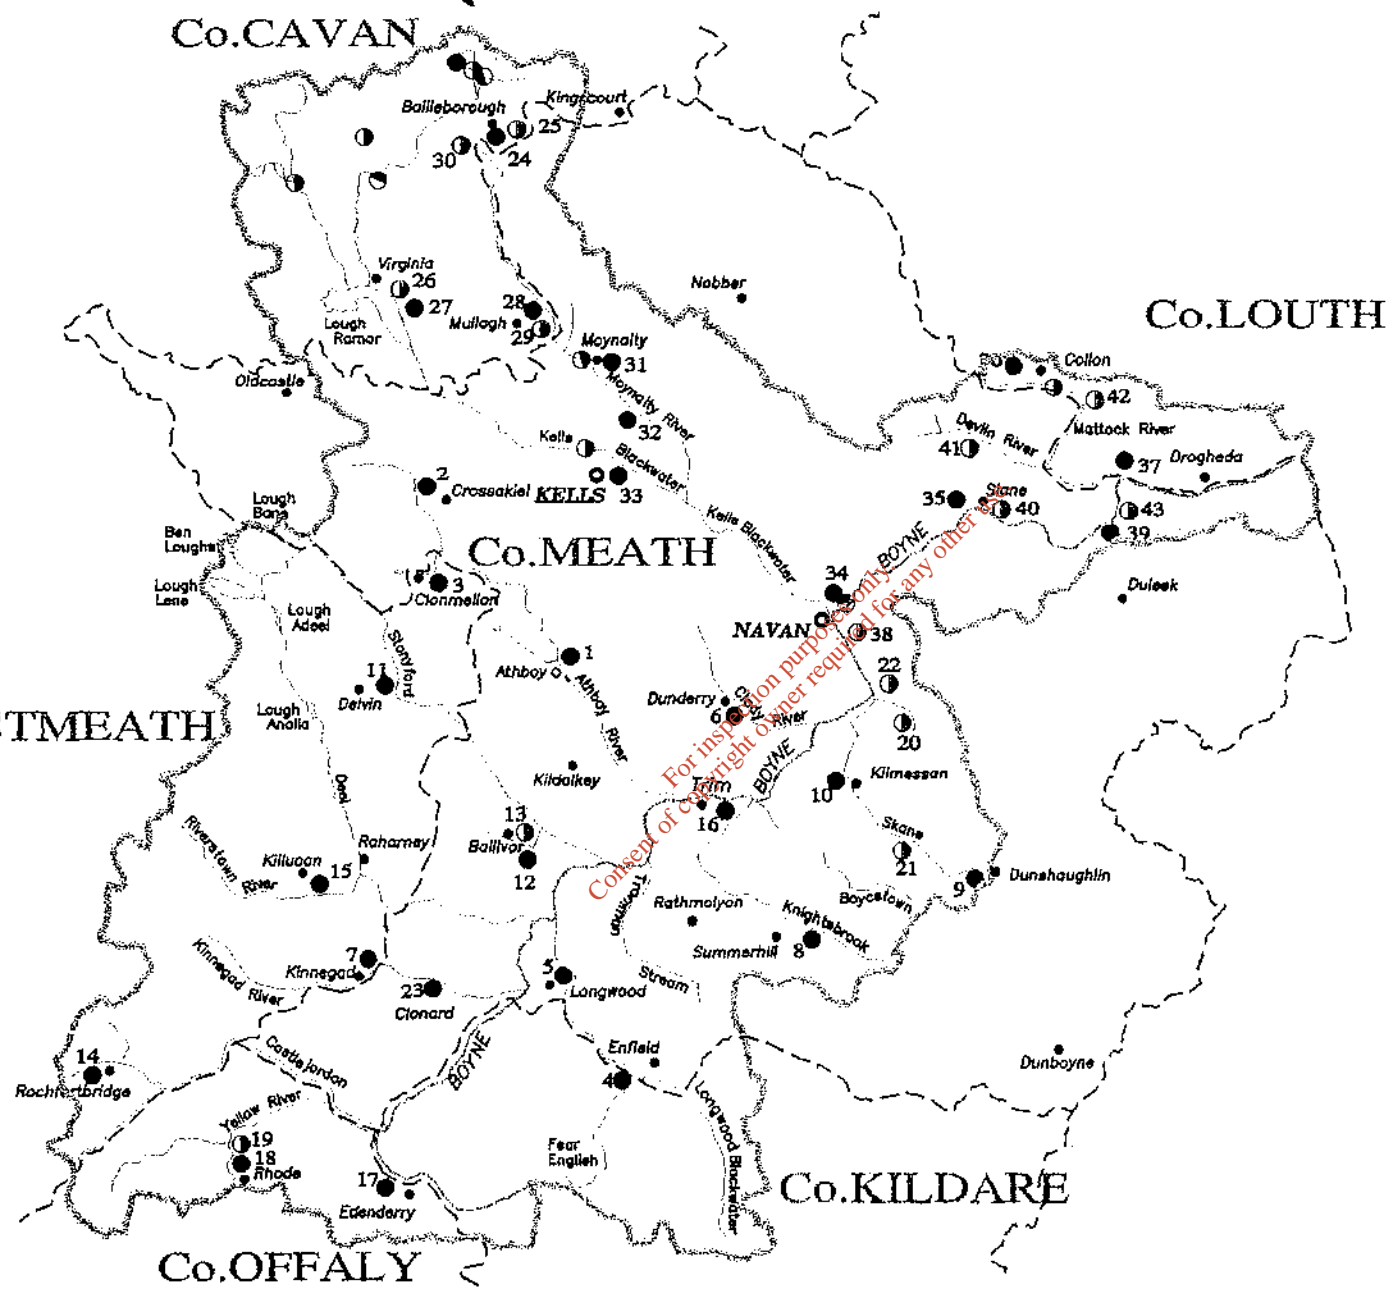 Co.CAVAN
Bailieborough
Kingscourt
25
30
24
Virginia
26
27
Lough
Ramor
28
Mullagh
29
Nobber
Co.LOUTH
Moynalty
31
Moynalty River
32
Oldcastle
Collon
42
Mattock River
Devlin River
41
37
Drogheda
Kells
Blackwater
2
Crossakiel
KELLS
33
35
Slane
40
43
39
Lough
Bane
Ben
Loughs
Lough
Lene
Co.MEATH
Kells Blackwater
BOYNE
3
Clonmellon
34
Duleek
Lough
Adeel
NAVAN
38
Stonyford
11
Delvin
1
Athboy
Athboy River
22
Dunderry
6
River
20
TMEATH
Lough
Analla
Kildalkey
BOYNE
Trim
16
10
Kilmessan
Deel
13
Ballivor
12
Skane
21
Riverstown
River
Killucan
15
Raharney
9
Dunshaughlin
Boycetown
Rathmolyon
Knightsbrook
Summerhill
8
Stream
Kinnegad River
7
Kinnegad
23
Clonard
5
Longwood
BOYNE
Castlejordan
Enfield
4
Dunboyne
14
Rochfortbridge
Yellow River
19
18
Rhode
Fear
English
Longwood Blackwater
17
Edenderry
Co.KILDARE
Co.OFFALY
For inspection purposes only.
Consent of copyright owner required for any other use.